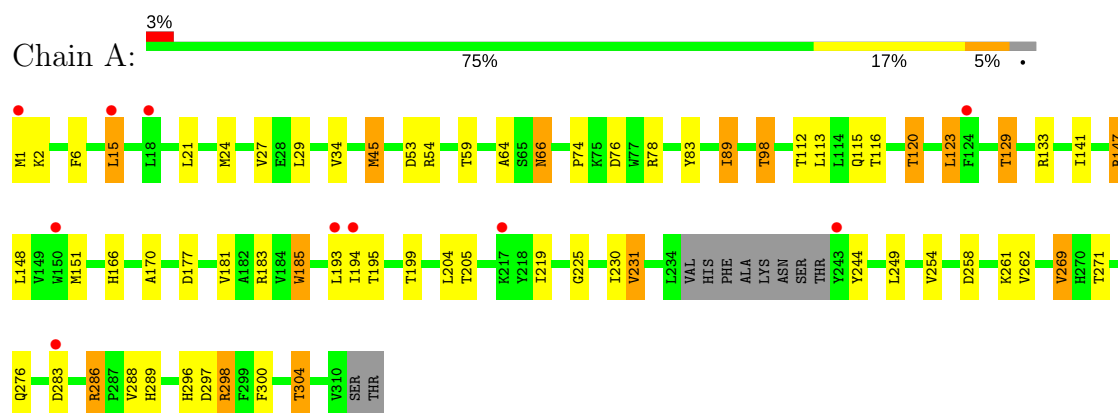 3%
Chain A:
75% 17% 5% •
M1 K2 F6 L15 L18 L21 M24 V27 E28 L29 V34 M45 D53 R54 T59 A64 S65 N66 P74 K75 D76 W77 R78 Y83 I89 T98 T112 L113 L114 Q115 T116 T120 L123 F124 T129 R133 I141
L148 V149 W150 M151 H166 A170 D177 V181 A182 R183 V184 W185 L193 I194 T195 T199 L204 T205 K217 Y218 I219 G225 I230 V231 L234 VAL HIS PHE ALA LYS ASN SER THR Y243 Y244 L249 V254 D258 K261 V262 V269 H270 T271
Q276 D283 R286 P287 V288 H289 H296 D297 R298 F299 F300 T304 V310 SER THR